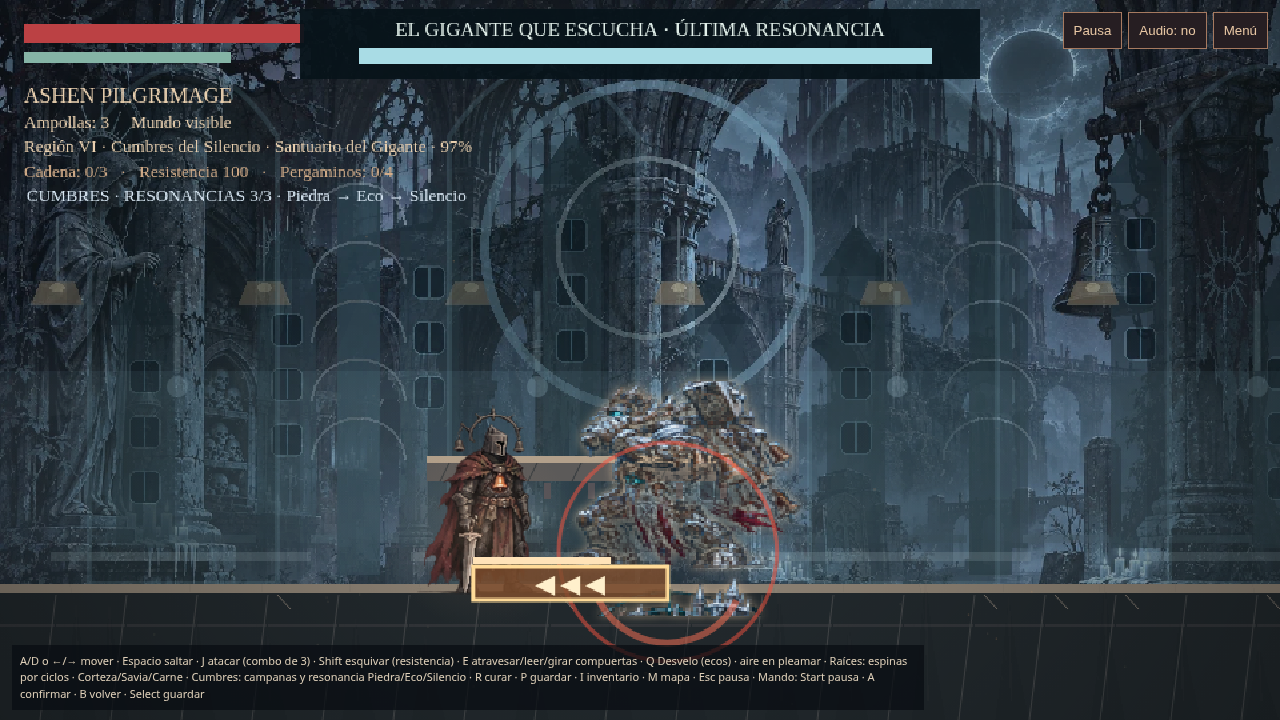 EL GIGANTE QUE ESCUCHA · ÚLTIMA RESONANCIA
Pausa
Audio: no
Menú
ASHEN PILGRIMAGE
Ampollas: 3 Mundo visible
Región VI · Cumbres del Silencio · Santuario del Gigante · 97%
Cadena: 0/3 · Resistencia 100 · Pergaminos: 0/4
CUMBRES · RESONANCIAS 3/3 · Piedra → Eco → Silencio
A/D o ←/→ mover · Espacio saltar · J atacar (combo de 3) · Shift esquivar (resistencia) · E atravesar/leer/girar compuertas · Q Desvelo (ecos) · aire en pleamar · Raíces: espinas
por ciclos · Corteza/Savia/Carne · Cumbres: campanas y resonancia Piedra/Eco/Silencio · R curar · P guardar · I inventario · M mapa · Esc pausa · Mando: Start pausa · A
confirmar · B volver · Select guardar